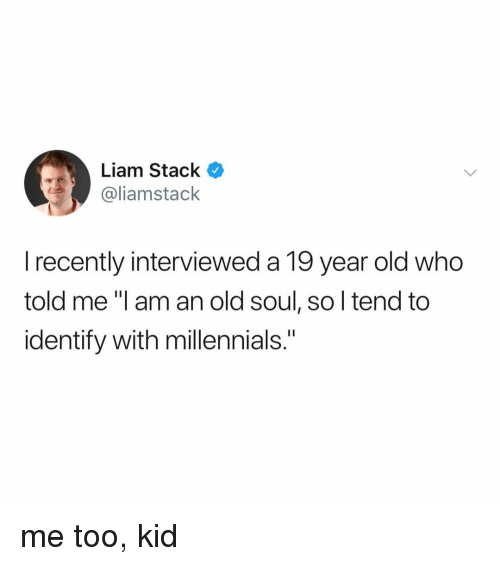 Liam Stack
@liamstack
I recently interviewed a 19 year old who
told me "I am an old soul, so I tend to
identify with millennials."
me too, kid